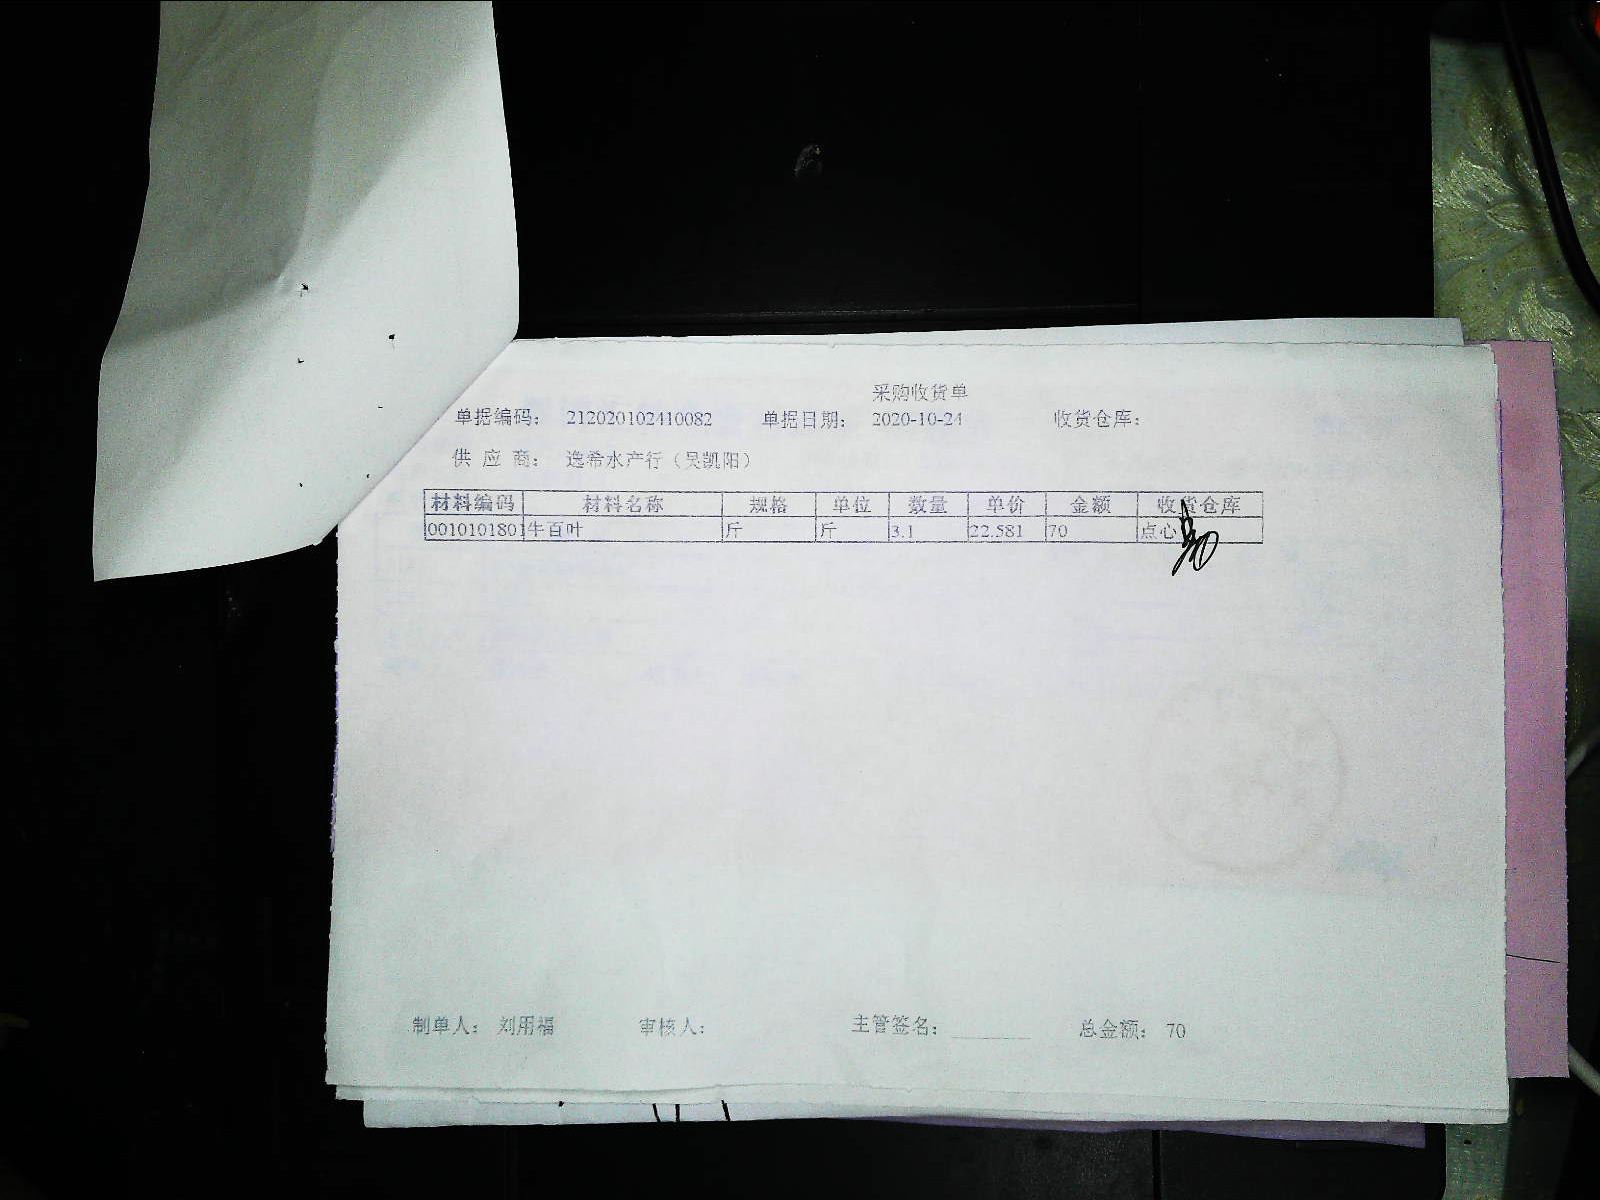 采购收货单
单据编码： 212020102410082 单据日期： 2020-10-24 收货仓库：
供 应 商： 逸希水产行（吴凯阳）
材料编码 材料名称 规格 单位 数量 单价 金额 收货仓库
0010101801 牛百叶 斤 斤 3.1 22.581 70 点心
制单人： 刘用福 审核人： 主管签名： 总金额： 70